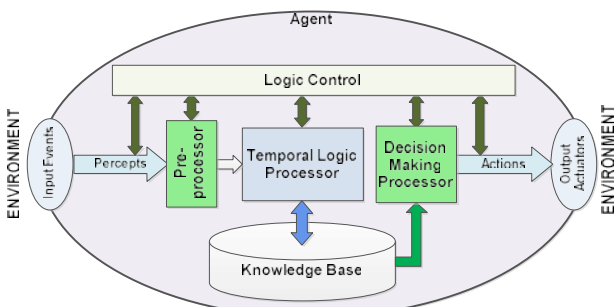 Agent
Logic Control
ENVIRONMENT
Input Events
Percepts
Pre-
processor
Temporal Logic
Processor
Decision
Making
Processor
Actions
Output
Actuators
ENVIRONMENT
Knowledge Base